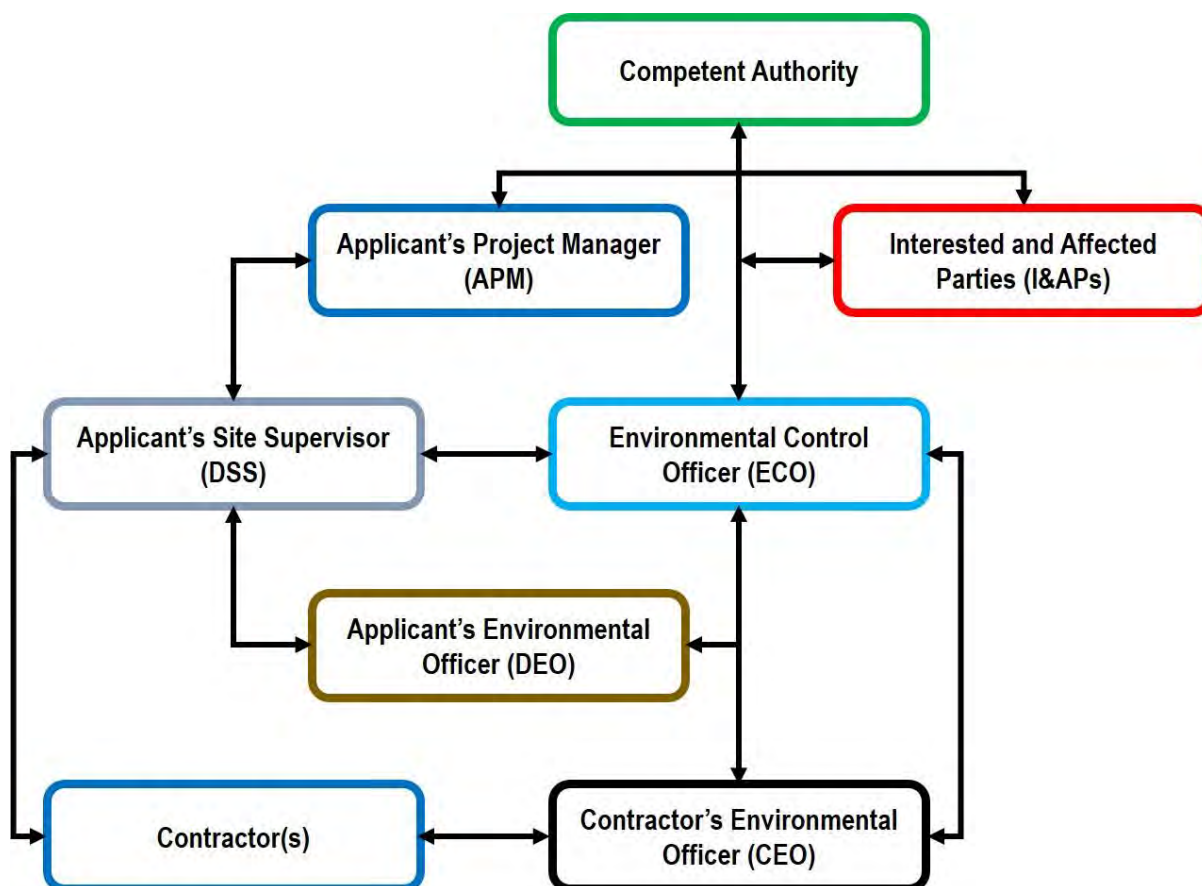 Competent Authority
Applicant’s Project Manager
(APM)
Interested and Affected
Parties (I&APs)
Applicant’s Site Supervisor
(DSS)
Environmental Control
Officer (ECO)
Applicant’s Environmental
Officer (DEO)
Contractor(s)
Contractor’s Environmental
Officer (CEO)